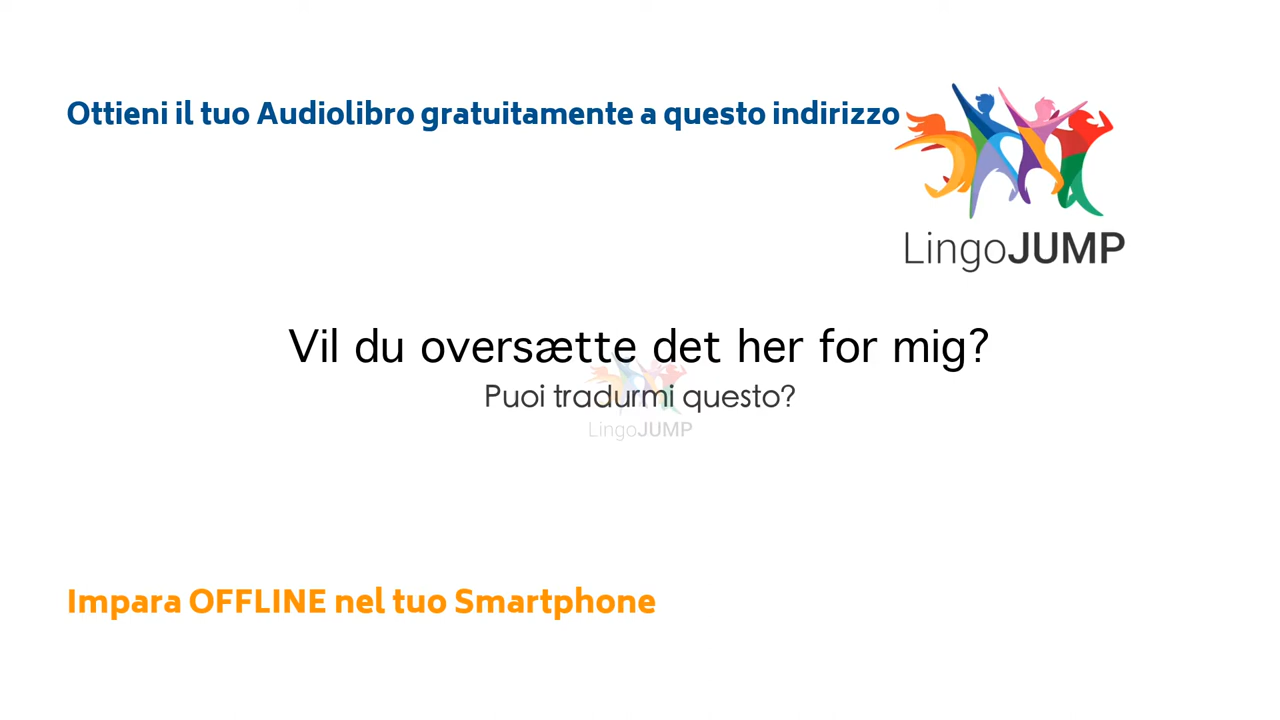 Ottieni il tuo Audiolibro gratuitamente a questo indirizzo
LingoJUMP
Vil du oversætte det her for mig?
Puoi tradurmi questo?
LingoJUMP
Impara OFFLINE nel tuo Smartphone